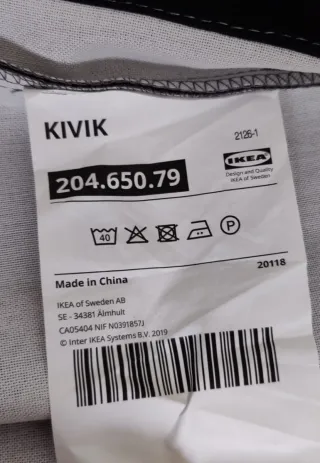 KIVIK
2126-1
IKEA
Design and Quality
IKEA of Sweden
204.650.79
40
P
20118
Made in China
IKEA of Sweden AB
SE - 34381 Älmhult
CA05404 NIF N0391857J
© Inter IKEA Systems B.V. 2019